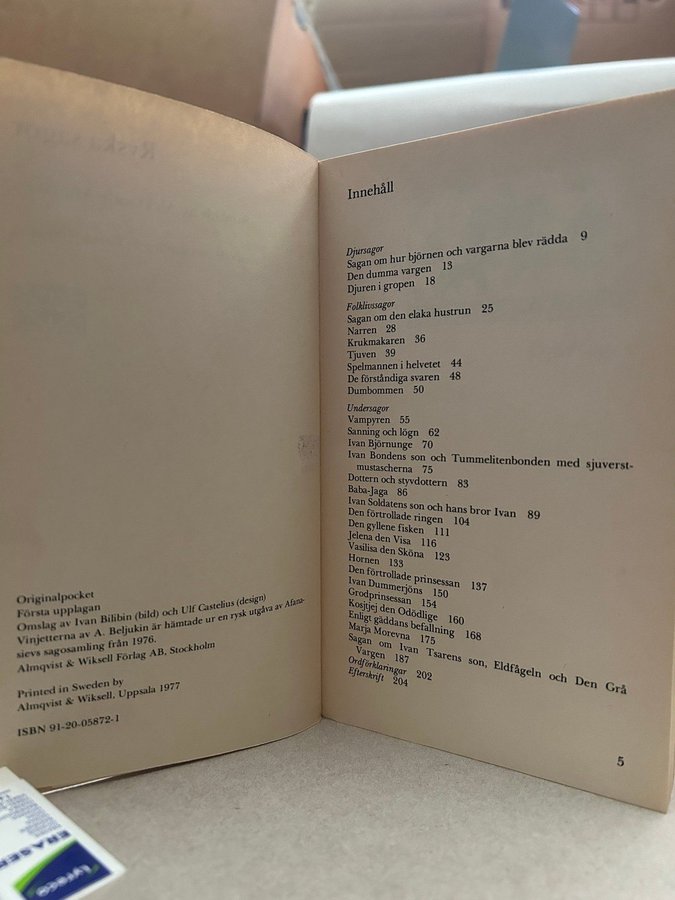 Originalpocket
Första upplagan
Omslag av Ivan Bilibin (bild) och Ulf Castelius (design)
Vinjetterna av A. Beljukin är hämtade ur en rysk utgåva av Afana-
sievs sagosamling från 1976.
Almqvist & Wiksell Förlag AB, Stockholm
Printed in Sweden by
Almqvist & Wiksell, Uppsala 1977
ISBN 91-20-05872-1
Innehåll
Djursagor
Sagan om hur björnen och vargarna blev rädda 9
Den dumma vargen 13
Djuren i gropen 18
Folklivssagor
Sagan om den elaka hustrun 25
Narren 28
Krukmakaren 36
Tjuven 39
Spelmannen i helvetet 44
De förståndiga svaren 48
Dumbommen 50
Undersagor
Vampyren 55
Sanning och lögn 62
Ivan Björnunge 70
Ivan Bondens son och Tummelitenbonden med sjuverst-
mustascherna 75
Dottern och styvdottern 83
Baba-Jaga 86
Ivan Soldatens son och hans bror Ivan 89
Den förtrollade ringen 104
Den gyllene fisken 111
Jelena den Visa 116
Vasilisa den Sköna 123
Hornen 133
Den förtrollade prinsessan 137
Ivan Dummerjöns 150
Grodprinsessan 154
Kosjtjej den Odödlige 160
Enligt gäddans befallning 168
Marja Morevna 175
Sagan om Ivan Tsarens son, Eldfågeln och Den Grå
Vargen 187
Ordförklaringar 202
Efterskrift 204
5
ERASER
lyreco